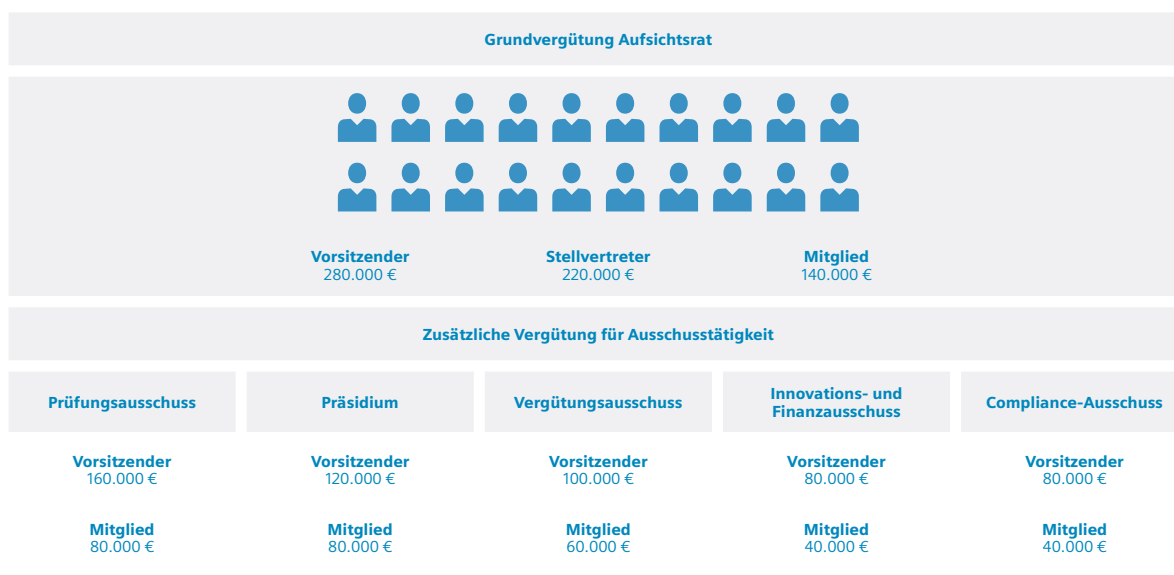 Grundvergütung Aufsichtsrat
Vorsitzender
280.000 €
Stellvertreter
220.000 €
Mitglied
140.000 €
Zusätzliche Vergütung für Ausschusstätigkeit
Prüfungsausschuss
Vorsitzender
160.000 €
Mitglied
80.000 €
Präsidium
Vorsitzender
120.000 €
Mitglied
80.000 €
Vergütungsausschuss
Vorsitzender
100.000 €
Mitglied
60.000 €
Innovations- und
Finanzausschuss
Vorsitzender
80.000 €
Mitglied
40.000 €
Compliance-Ausschuss
Vorsitzender
80.000 €
Mitglied
40.000 €